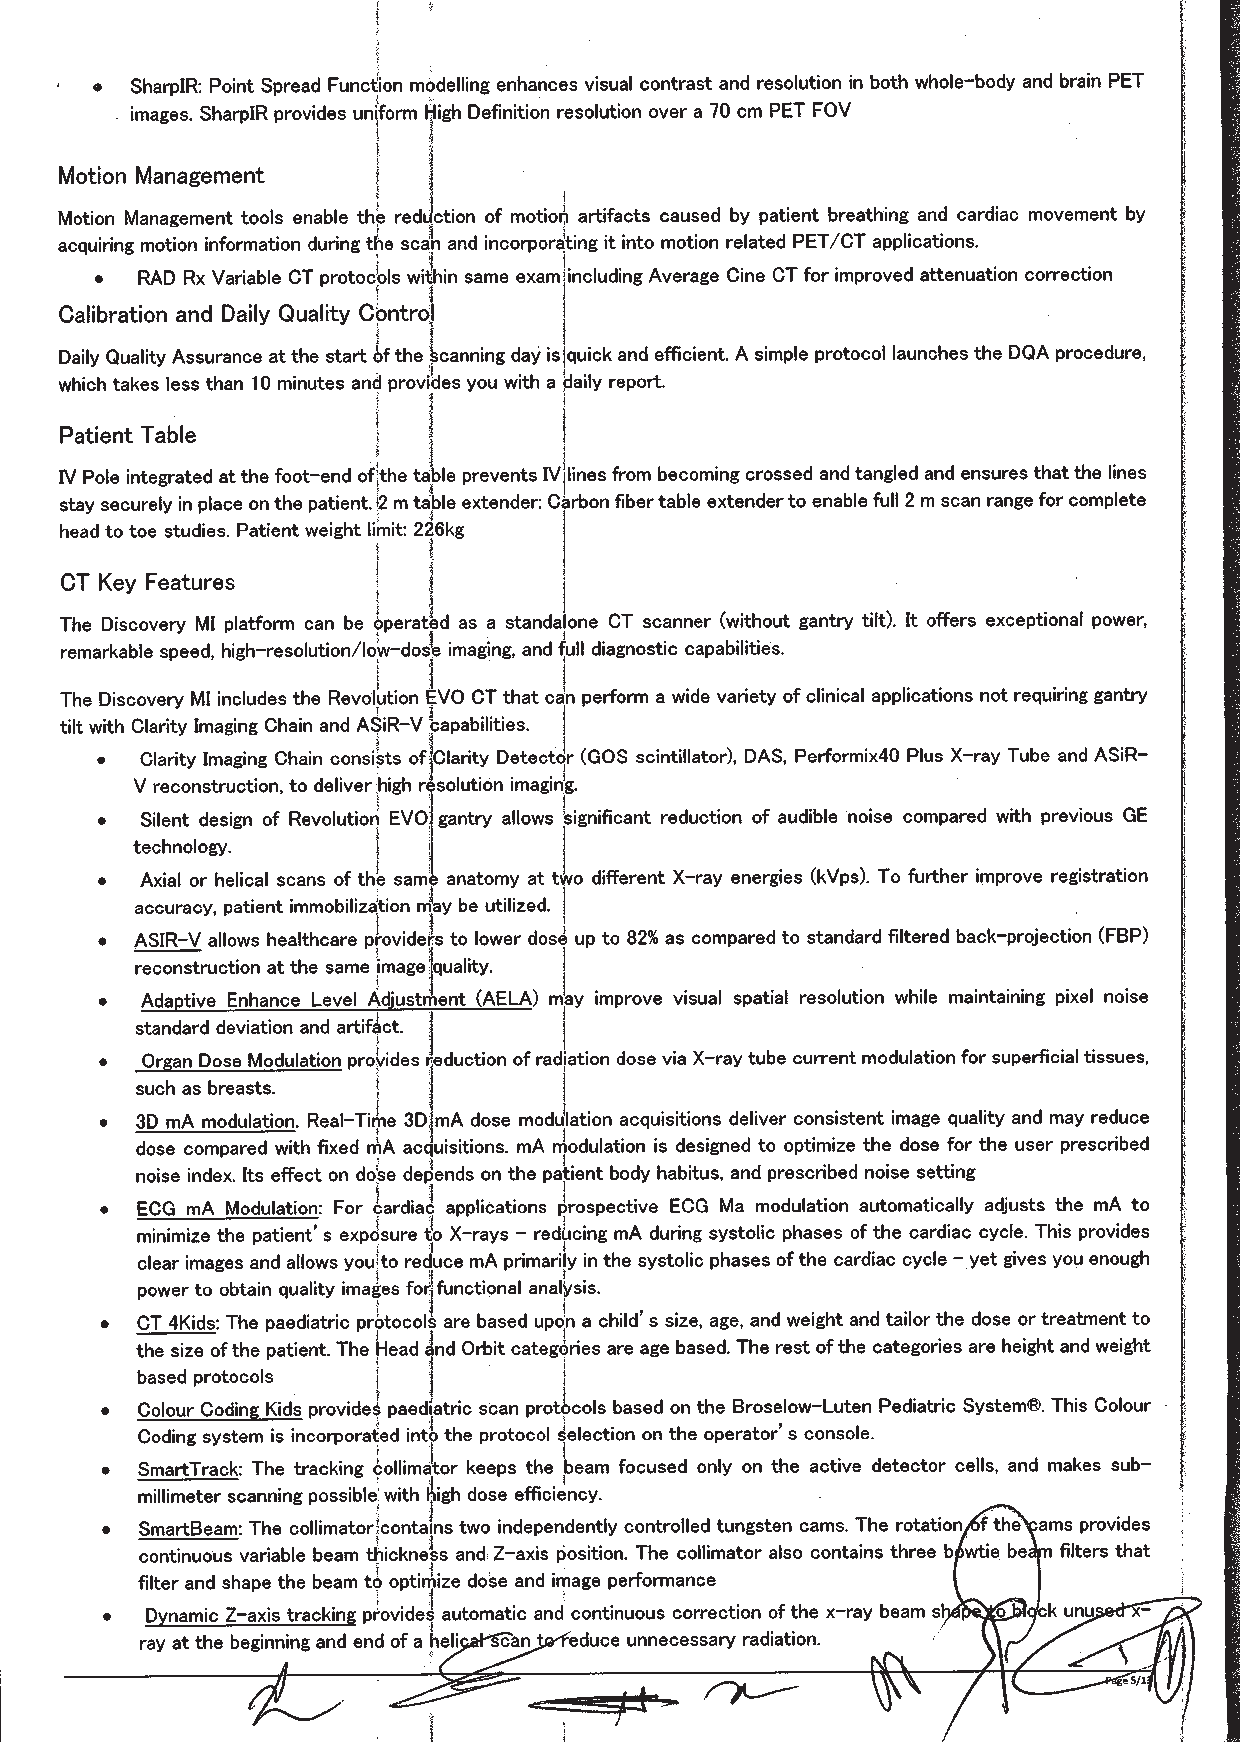 • SharpIR: Point Spread Function modelling enhances visual contrast and resolution in both whole-body and brain PET
images. SharpIR provides uniform High Definition resolution over a 70 cm PET FOV
Motion Management
Motion Management tools enable the reduction of motion artifacts caused by patient breathing and cardiac movement by
acquiring motion information during the scan and incorporating it into motion related PET/CT applications.
• RAD Rx Variable CT protocols within same exam including Average Cine CT for improved attenuation correction
Calibration and Daily Quality Control
Daily Quality Assurance at the start of the scanning day is quick and efficient. A simple protocol launches the DQA procedure,
which takes less than 10 minutes and provides you with a daily report.
Patient Table
IV Pole integrated at the foot-end of the table prevents IV lines from becoming crossed and tangled and ensures that the lines
stay securely in place on the patient. 2 m table extender: Carbon fiber table extender to enable full 2 m scan range for complete
head to toe studies. Patient weight limit: 226kg
CT Key Features
The Discovery MI platform can be operated as a standalone CT scanner (without gantry tilt). It offers exceptional power,
remarkable speed, high-resolution/low-dose imaging, and full diagnostic capabilities.
The Discovery MI includes the Revolution EVO CT that can perform a wide variety of clinical applications not requiring gantry
tilt with Clarity Imaging Chain and ASiR-V capabilities.
• Clarity Imaging Chain consists of Clarity Detector (GOS scintillator), DAS, Performix40 Plus X-ray Tube and ASiR-
V reconstruction, to deliver high resolution imaging.
• Silent design of Revolution EVO gantry allows significant reduction of audible noise compared with previous GE
technology.
• Axial or helical scans of the same anatomy at two different X-ray energies (kVps). To further improve registration
accuracy, patient immobilization may be utilized.
• ASIR-V allows healthcare providers to lower dose up to 82% as compared to standard filtered back-projection (FBP)
reconstruction at the same image quality.
• Adaptive Enhance Level Adjustment (AELA) may improve visual spatial resolution while maintaining pixel noise
standard deviation and artifact.
• Organ Dose Modulation provides reduction of radiation dose via X-ray tube current modulation for superficial tissues,
such as breasts.
• 3D mA modulation. Real-Time 3D mA dose modulation acquisitions deliver consistent image quality and may reduce
dose compared with fixed mA acquisitions. mA modulation is designed to optimize the dose for the user prescribed
noise index. Its effect on dose depends on the patient body habitus, and prescribed noise setting
• ECG mA Modulation: For cardiac applications prospective ECG Ma modulation automatically adjusts the mA to
minimize the patient's exposure to X-rays - reducing mA during systolic phases of the cardiac cycle. This provides
clear images and allows you to reduce mA primarily in the systolic phases of the cardiac cycle - yet gives you enough
power to obtain quality images for functional analysis.
• CT 4Kids: The paediatric protocols are based upon a child's size, age, and weight and tailor the dose or treatment to
the size of the patient. The Head and Orbit categories are age based. The rest of the categories are height and weight
based protocols
• Colour Coding Kids provides paediatric scan protocols based on the Broselow-Luten Pediatric System®. This Colour
Coding system is incorporated into the protocol selection on the operator's console.
• SmartTrack: The tracking collimator keeps the beam focused only on the active detector cells, and makes sub-
millimeter scanning possible with high dose efficiency.
• SmartBeam: The collimator contains two independently controlled tungsten cams. The rotation of the cams provides
continuous variable beam thickness and Z-axis position. The collimator also contains three bowtie beam filters that
filter and shape the beam to optimize dose and image performance
• Dynamic Z-axis tracking provides automatic and continuous correction of the x-ray beam shape to block unused x-
ray at the beginning and end of a helical scan to reduce unnecessary radiation.